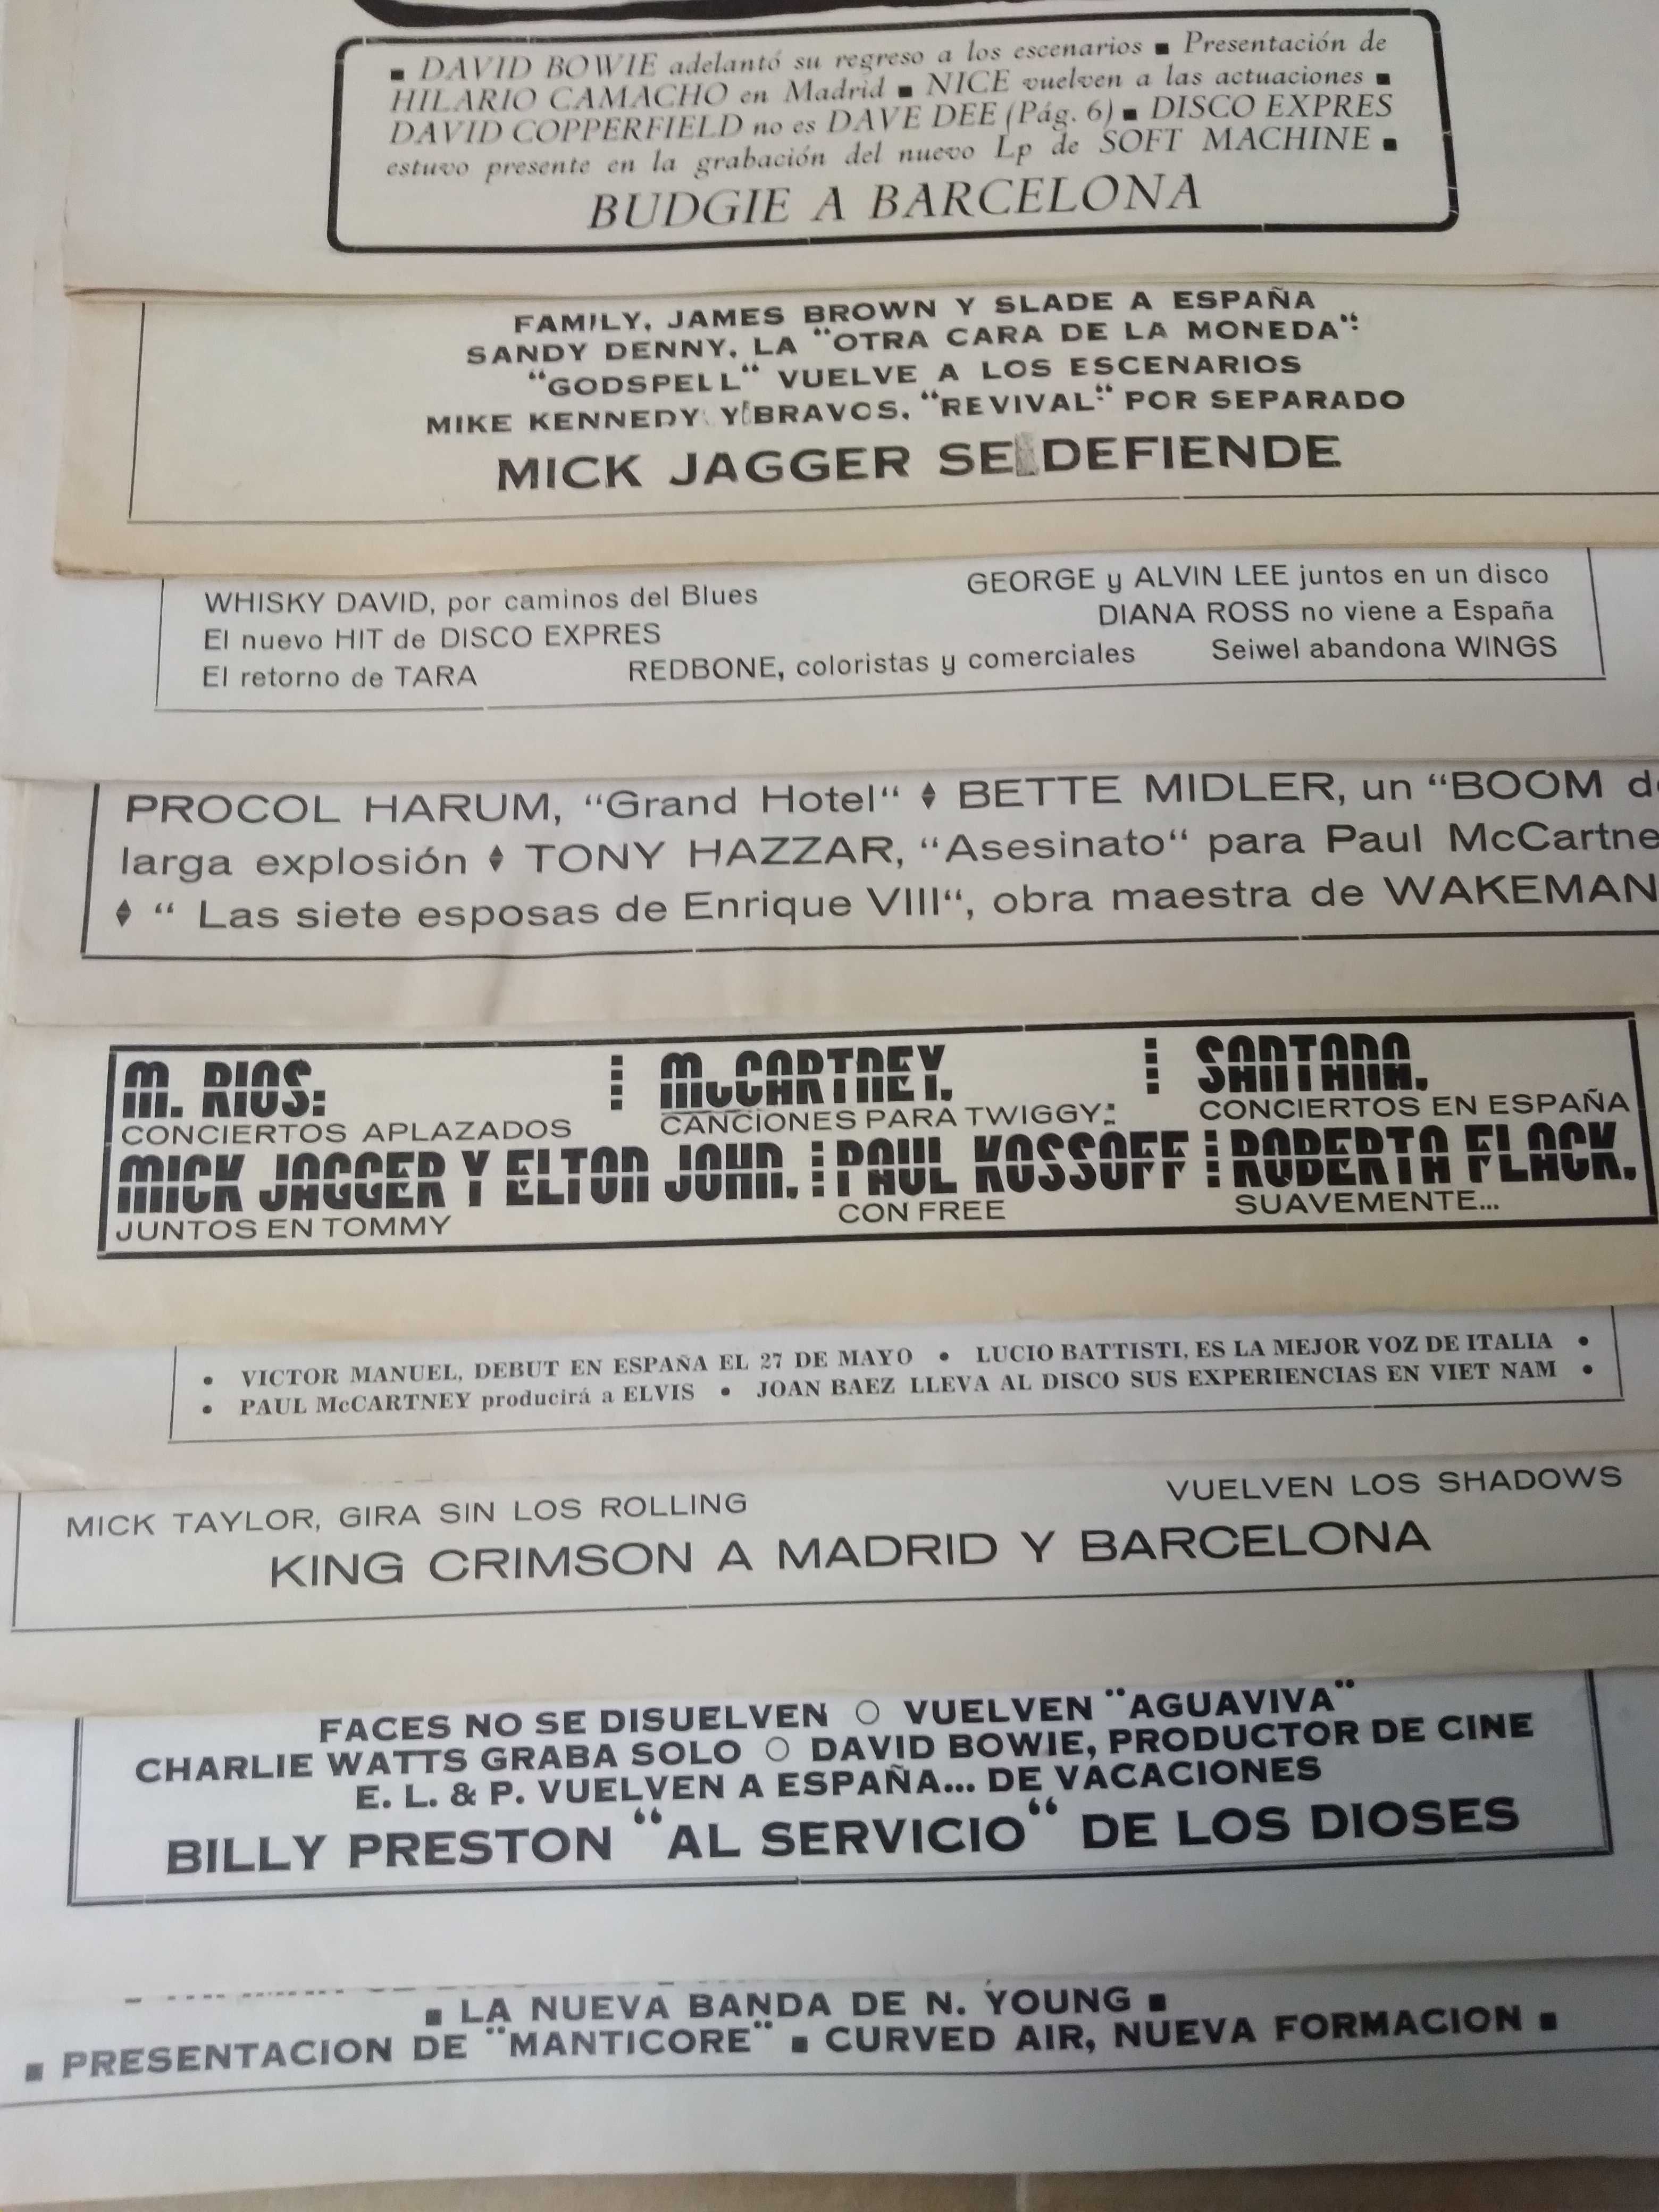 ▪ DAVID BOWIE adelantó su regreso a los escenarios ▪ Presentación de
HILARIO CAMACHO en Madrid ▪ NICE vuelven a las actuaciones ▪
DAVID COPPERFIELD no es DAVE DEE (Pág. 6) ▪ DISCO EXPRES
estuvo presente en la grabación del nuevo Lp de SOFT MACHINE ▪
BUDGIE A BARCELONA
FAMILY, JAMES BROWN Y SLADE A ESPAÑA
SANDY DENNY, LA "OTRA CARA DE LA MONEDA":
"GODSPELL" VUELVE A LOS ESCENARIOS
MIKE KENNEDY Y BRAVOS, "REVIVAL" POR SEPARADO
MICK JAGGER SE DEFIENDE
WHISKY DAVID, por caminos del Blues
GEORGE y ALVIN LEE juntos en un disco
El nuevo HIT de DISCO EXPRES
DIANA ROSS no viene a España
El retorno de TARA
REDBONE, coloristas y comerciales
Seiwel abandona WINGS
PROCOL HARUM, "Grand Hotel" ♦ BETTE MIDLER, un "BOOM d
larga explosión ♦ TONY HAZZAR, "Asesinato" para Paul McCartne
♦ " Las siete esposas de Enrique VIII", obra maestra de WAKEMAN
M. RIOS: McCARTNEY. SANTANA.
CONCIERTOS APLAZADOS CANCIONES PARA TWIGGY: CONCIERTOS EN ESPAÑA
MICK JAGGER Y ELTON JOHN. PAUL KOSSOFF ROBERTA FLACK.
JUNTOS EN TOMMY CON FREE SUAVEMENTE...
• VICTOR MANUEL, DEBUT EN ESPAÑA EL 27 DE MAYO • LUCIO BATTISTI, ES LA MEJOR VOZ DE ITALIA •
• PAUL McCARTNEY producirá a ELVIS • JOAN BAEZ LLEVA AL DISCO SUS EXPERIENCIAS EN VIET NAM •
MICK TAYLOR, GIRA SIN LOS ROLLING
VUELVEN LOS SHADOWS
KING CRIMSON A MADRID Y BARCELONA
FACES NO SE DISUELVEN O VUELVEN "AGUAVIVA"
CHARLIE WATTS GRABA SOLO O DAVID BOWIE, PRODUCTOR DE CINE
E. L. & P. VUELVEN A ESPAÑA... DE VACACIONES
BILLY PRESTON "AL SERVICIO" DE LOS DIOSES
▪ LA NUEVA BANDA DE N. YOUNG ▪
▪ PRESENTACION DE "MANTICORE" ▪ CURVED AIR, NUEVA FORMACION ▪